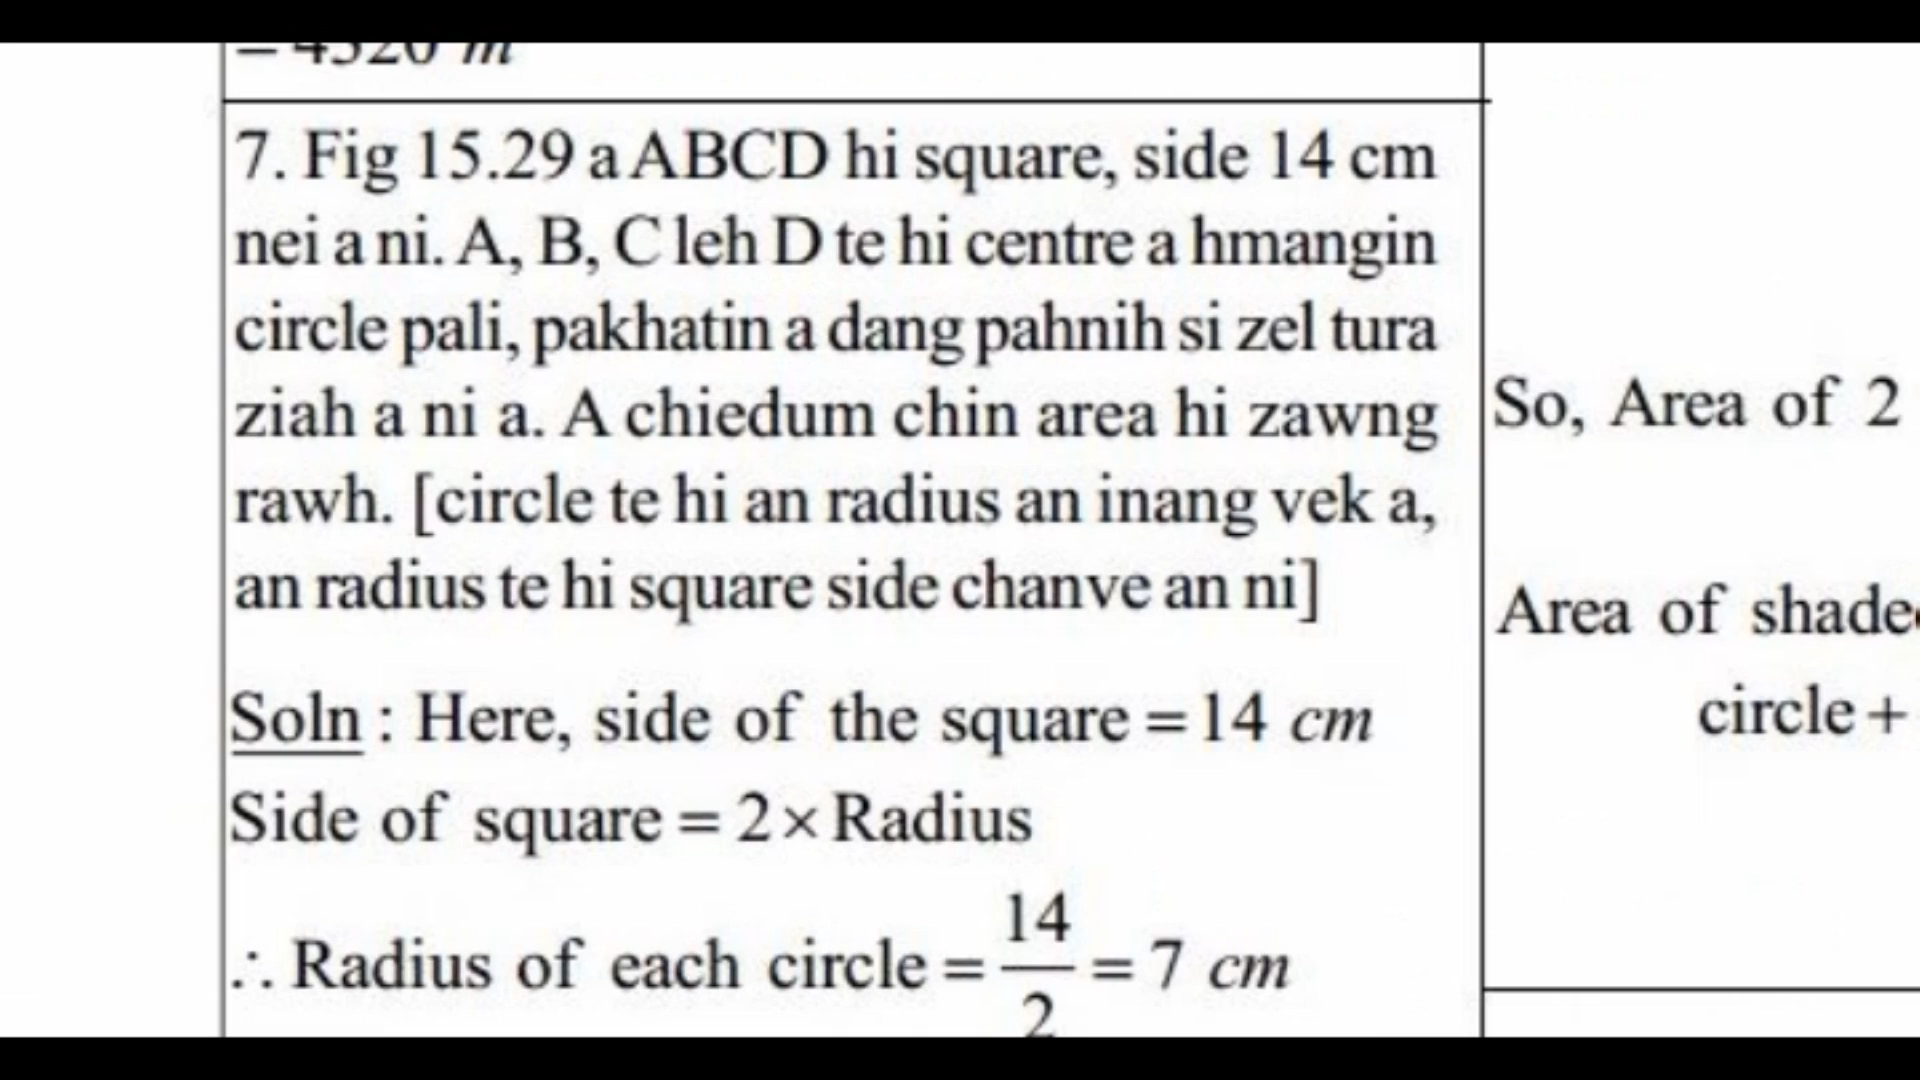 = 4320 m
7. Fig 15.29 a ABCD hi square, side 14 cm
nei a ni. A, B, C leh D te hi centre a hmangin
circle pali, pakhatin a dang pahnih si zel tura
ziah a ni a. A chiedum chin area hi zawng
rawh. [circle te hi an radius an inang vek a,
an radius te hi square side chanve an ni]
Soln : Here, side of the square = 14 cm
Side of square = 2 × Radius
∴ Radius of each circle = 14/2 = 7 cm
So, Area of 2
Area of shade
circle +